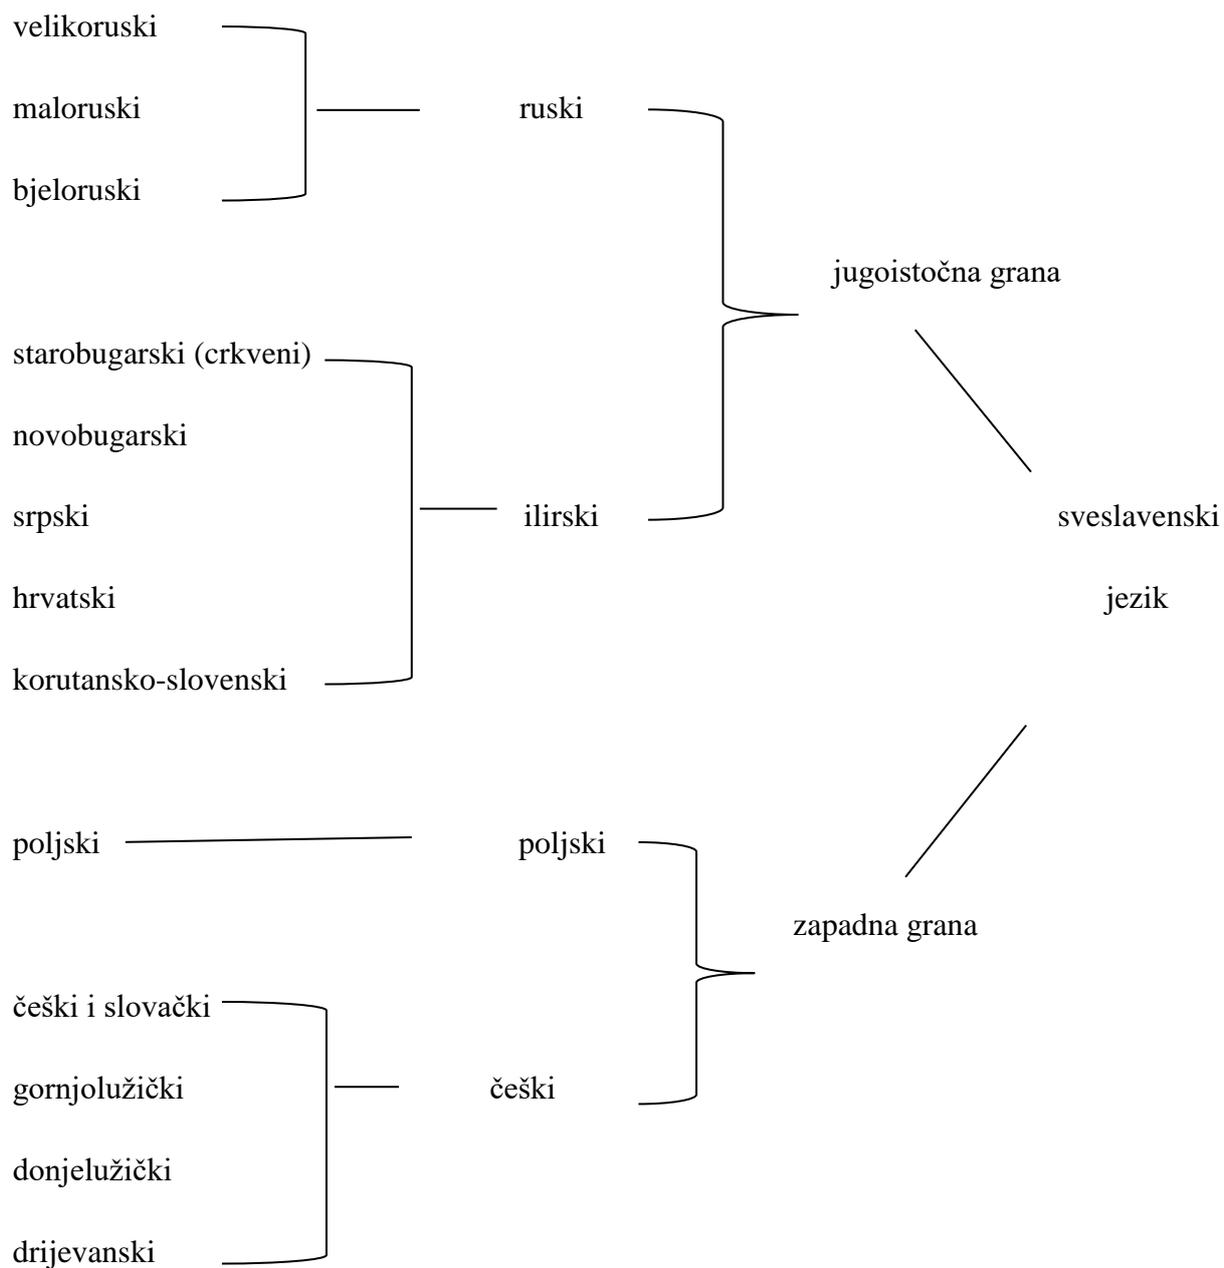 velikoruski
maloruski
ruski
bjeloruski
jugoistočna grana
starobugarski (crkveni)
novobugarski
srpski
ilirski
sveslavenski
hrvatski
jezik
korutansko-slovenski
poljski
poljski
zapadna grana
češki i slovački
gornjolužički
češki
donjelužički
drijevanski